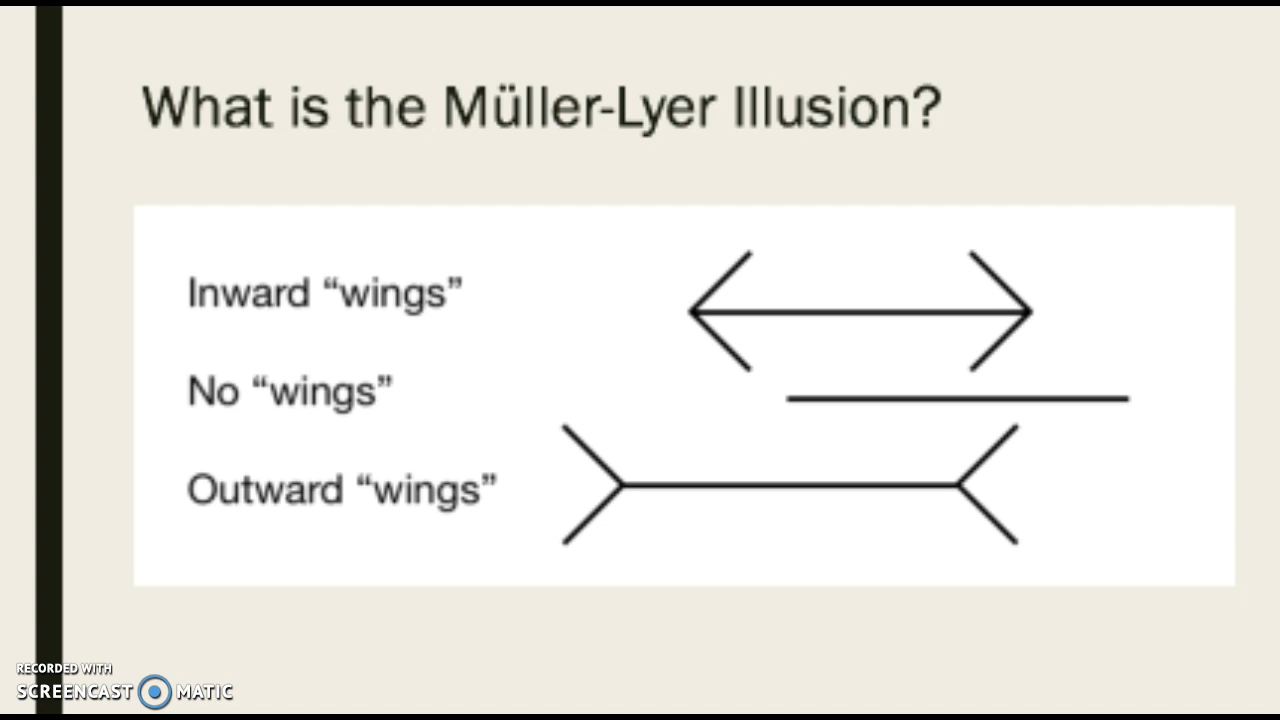 What is the Müller-Lyer Illusion?
Inward “wings”
No “wings”
Outward “wings”
RECORDED WITH
SCREENCAST MATIC